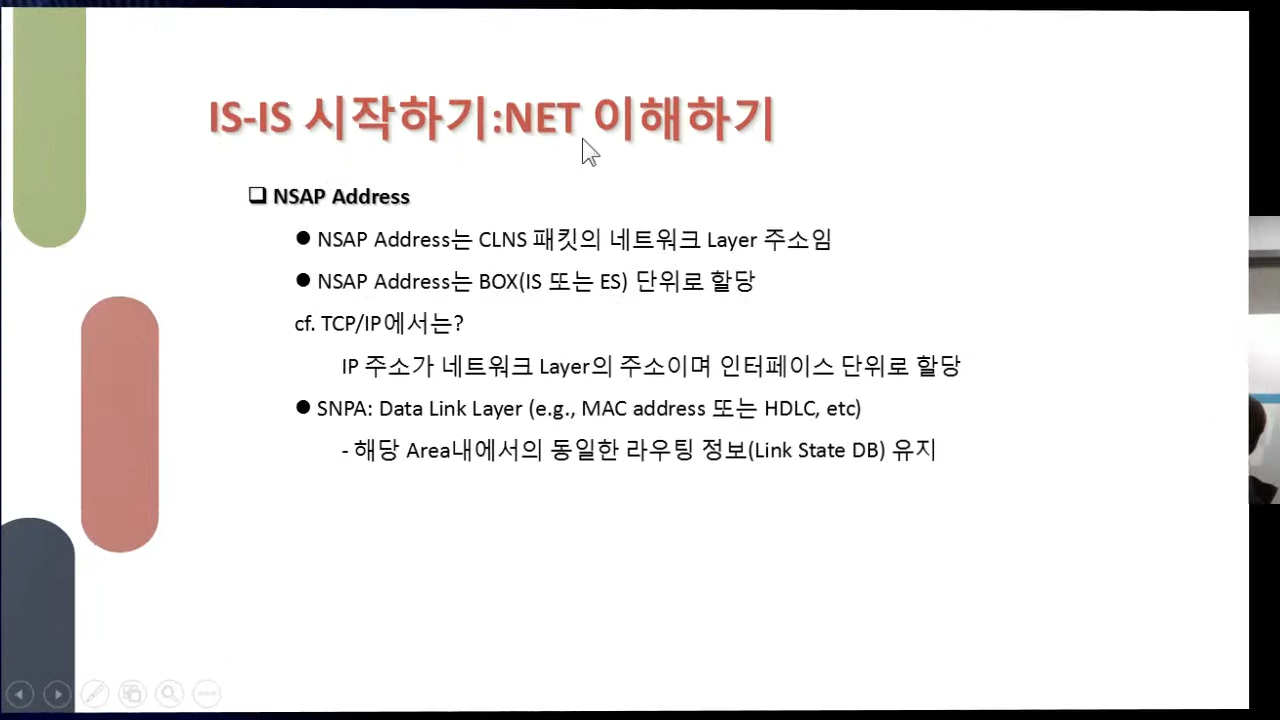 IS-IS 시작하기:NET 이해하기
❑ NSAP Address
● NSAP Address는 CLNS 패킷의 네트워크 Layer 주소임
● NSAP Address는 BOX(IS 또는 ES) 단위로 할당
cf. TCP/IP에서는?
IP 주소가 네트워크 Layer의 주소이며 인터페이스 단위로 할당
● SNPA: Data Link Layer (e.g., MAC address 또는 HDLC, etc)
- 해당 Area내에서의 동일한 라우팅 정보(Link State DB) 유지